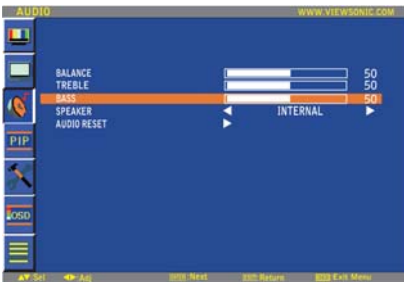 AUDIO WWW.VIEWSONIC.COM
BALANCE 50
TREBLE 50
BASS 50
SPEAKER INTERNAL
AUDIO RESET
PIP
OSD
Sel Adj Next Return Exit Menu